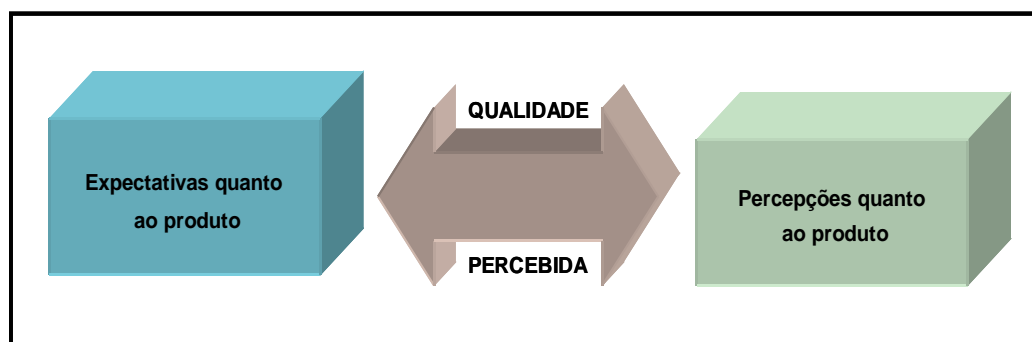 QUALIDADE
Expectativas quanto
ao produto
Percepções quanto
ao produto
PERCEBIDA